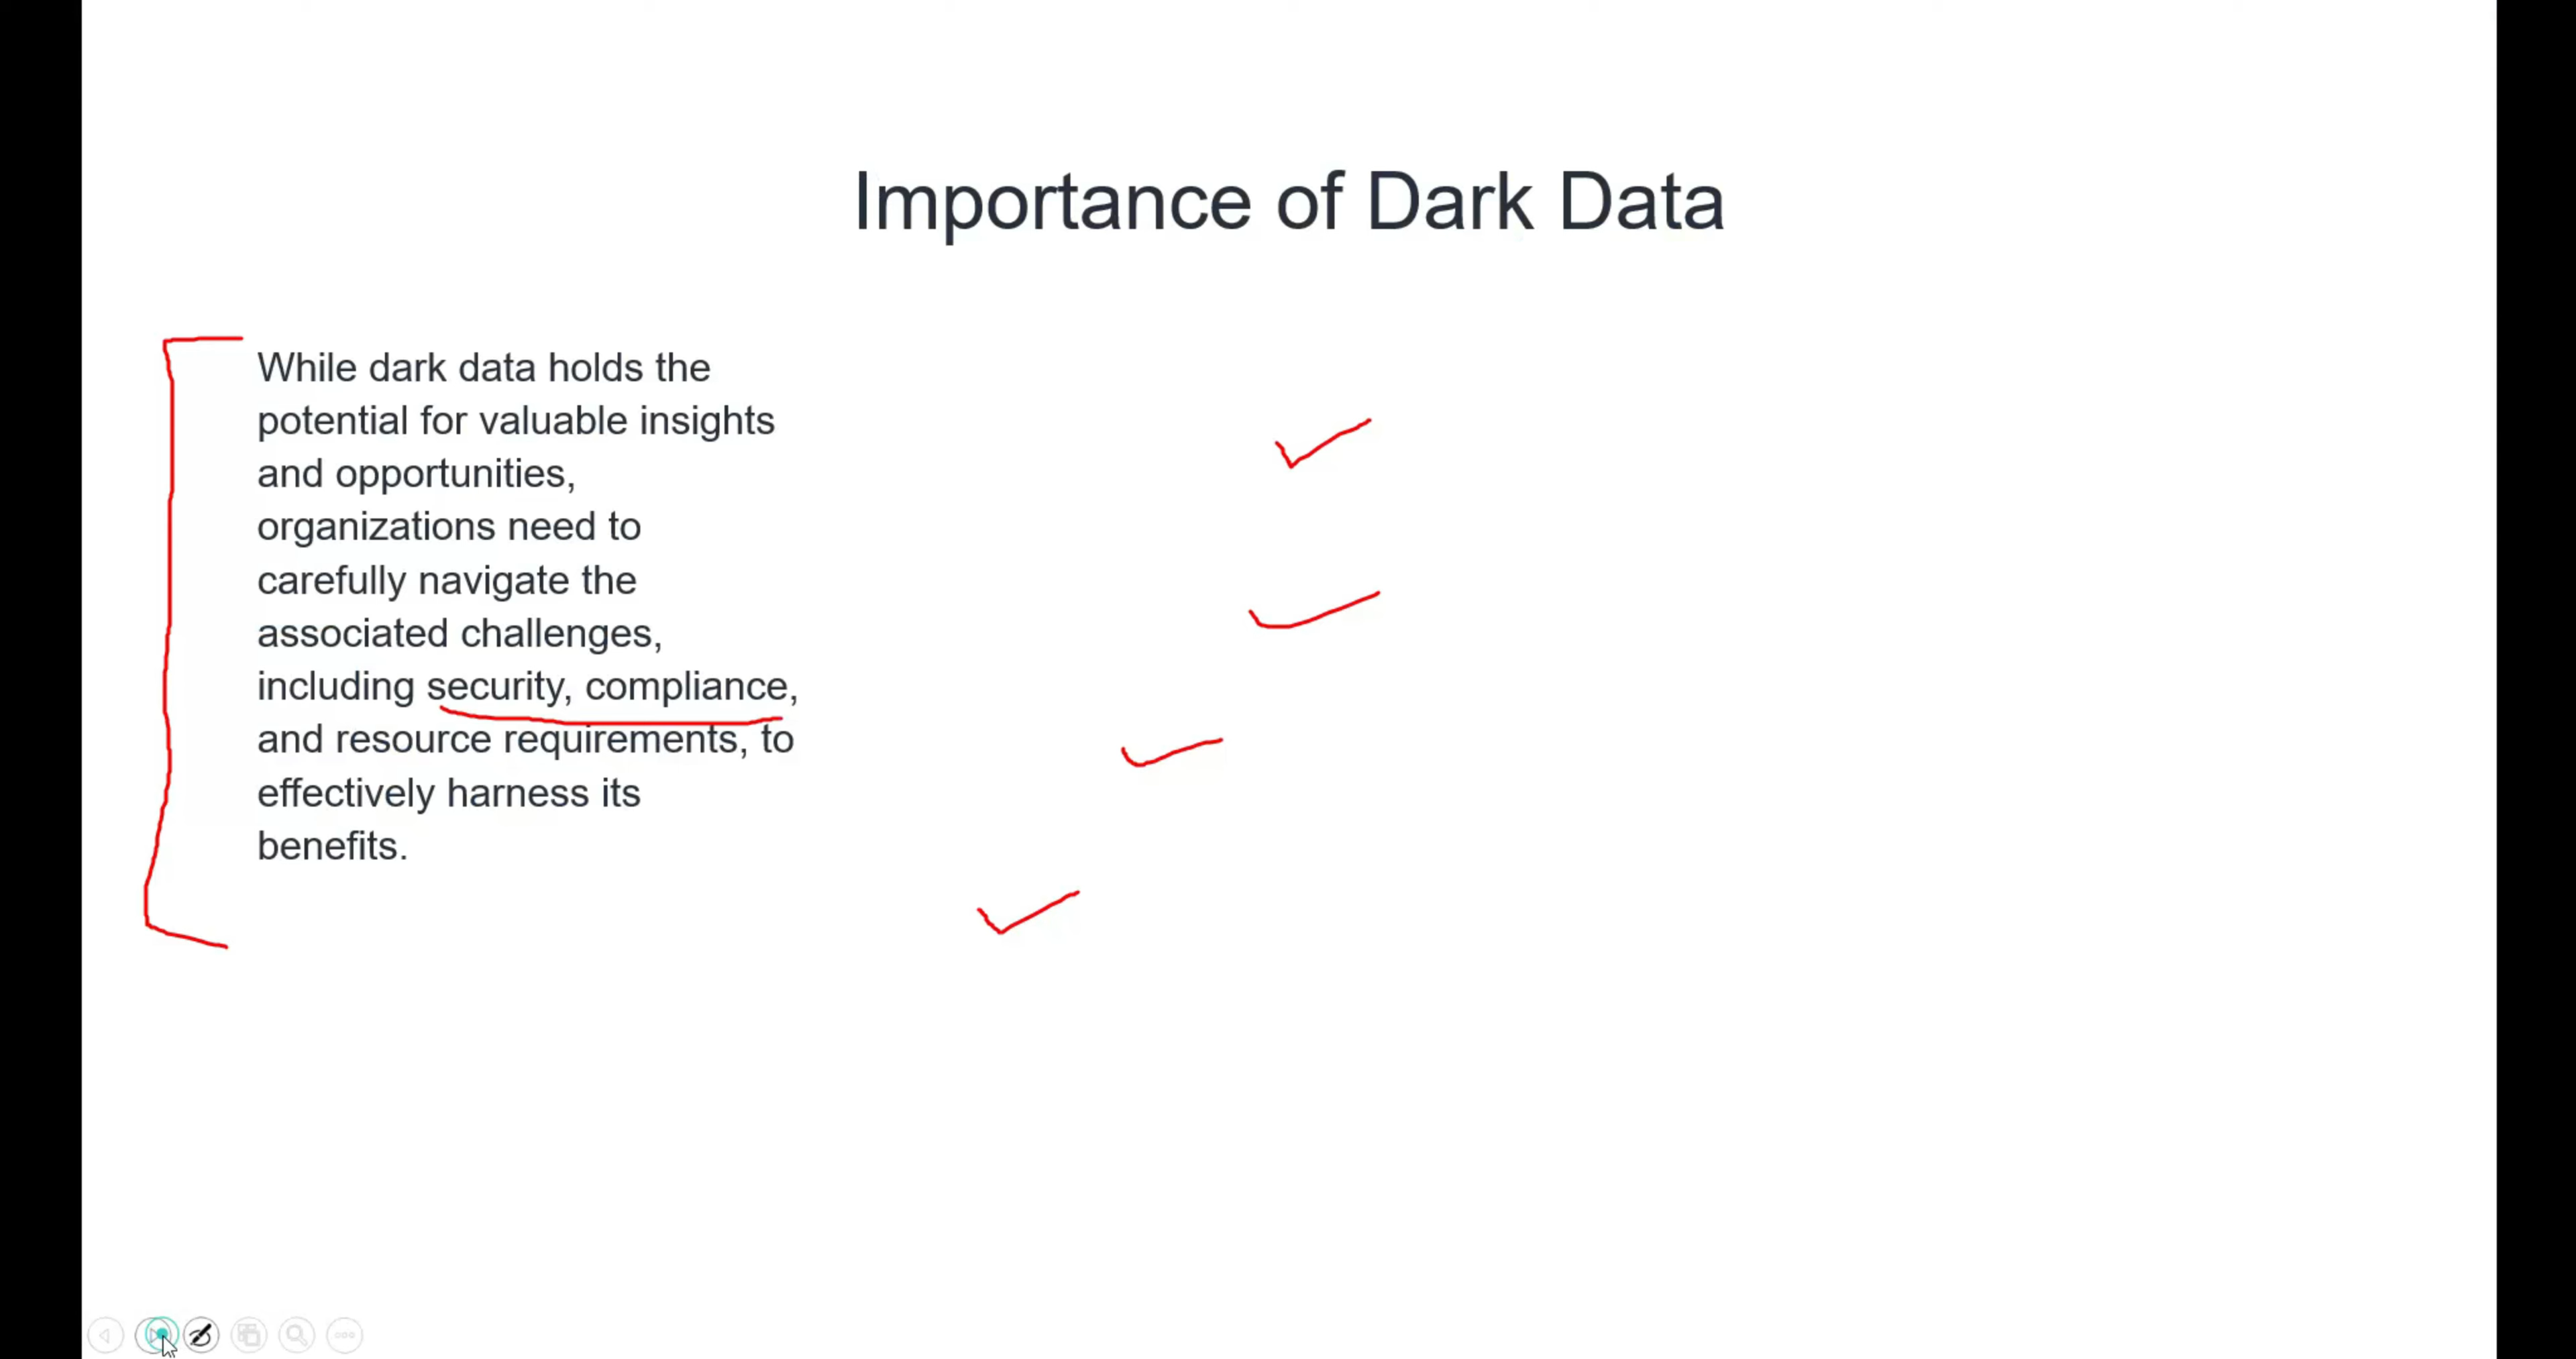 Importance of Dark Data
While dark data holds the
potential for valuable insights
and opportunities,
organizations need to
carefully navigate the
associated challenges,
including security, compliance,
and resource requirements, to
effectively harness its
benefits.